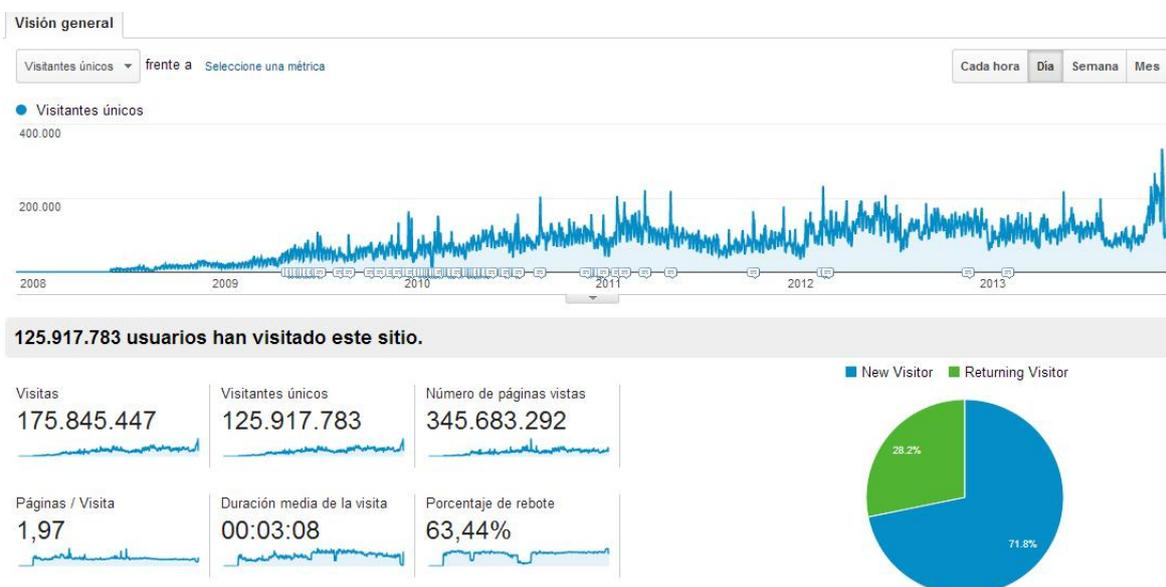 Visión general
Visitantes únicos frente a Seleccione una métrica
Cada hora Día Semana Mes
Visitantes únicos
400.000
200.000
2008 2009 2010 2011 2012 2013
125.917.783 usuarios han visitado este sitio.
New Visitor Returning Visitor
Visitas Visitantes únicos Número de páginas vistas
175.845.447 125.917.783 345.683.292
28.2%
Páginas / Visita Duración media de la visita Porcentaje de rebote
1,97 00:03:08 63,44%
71.8%